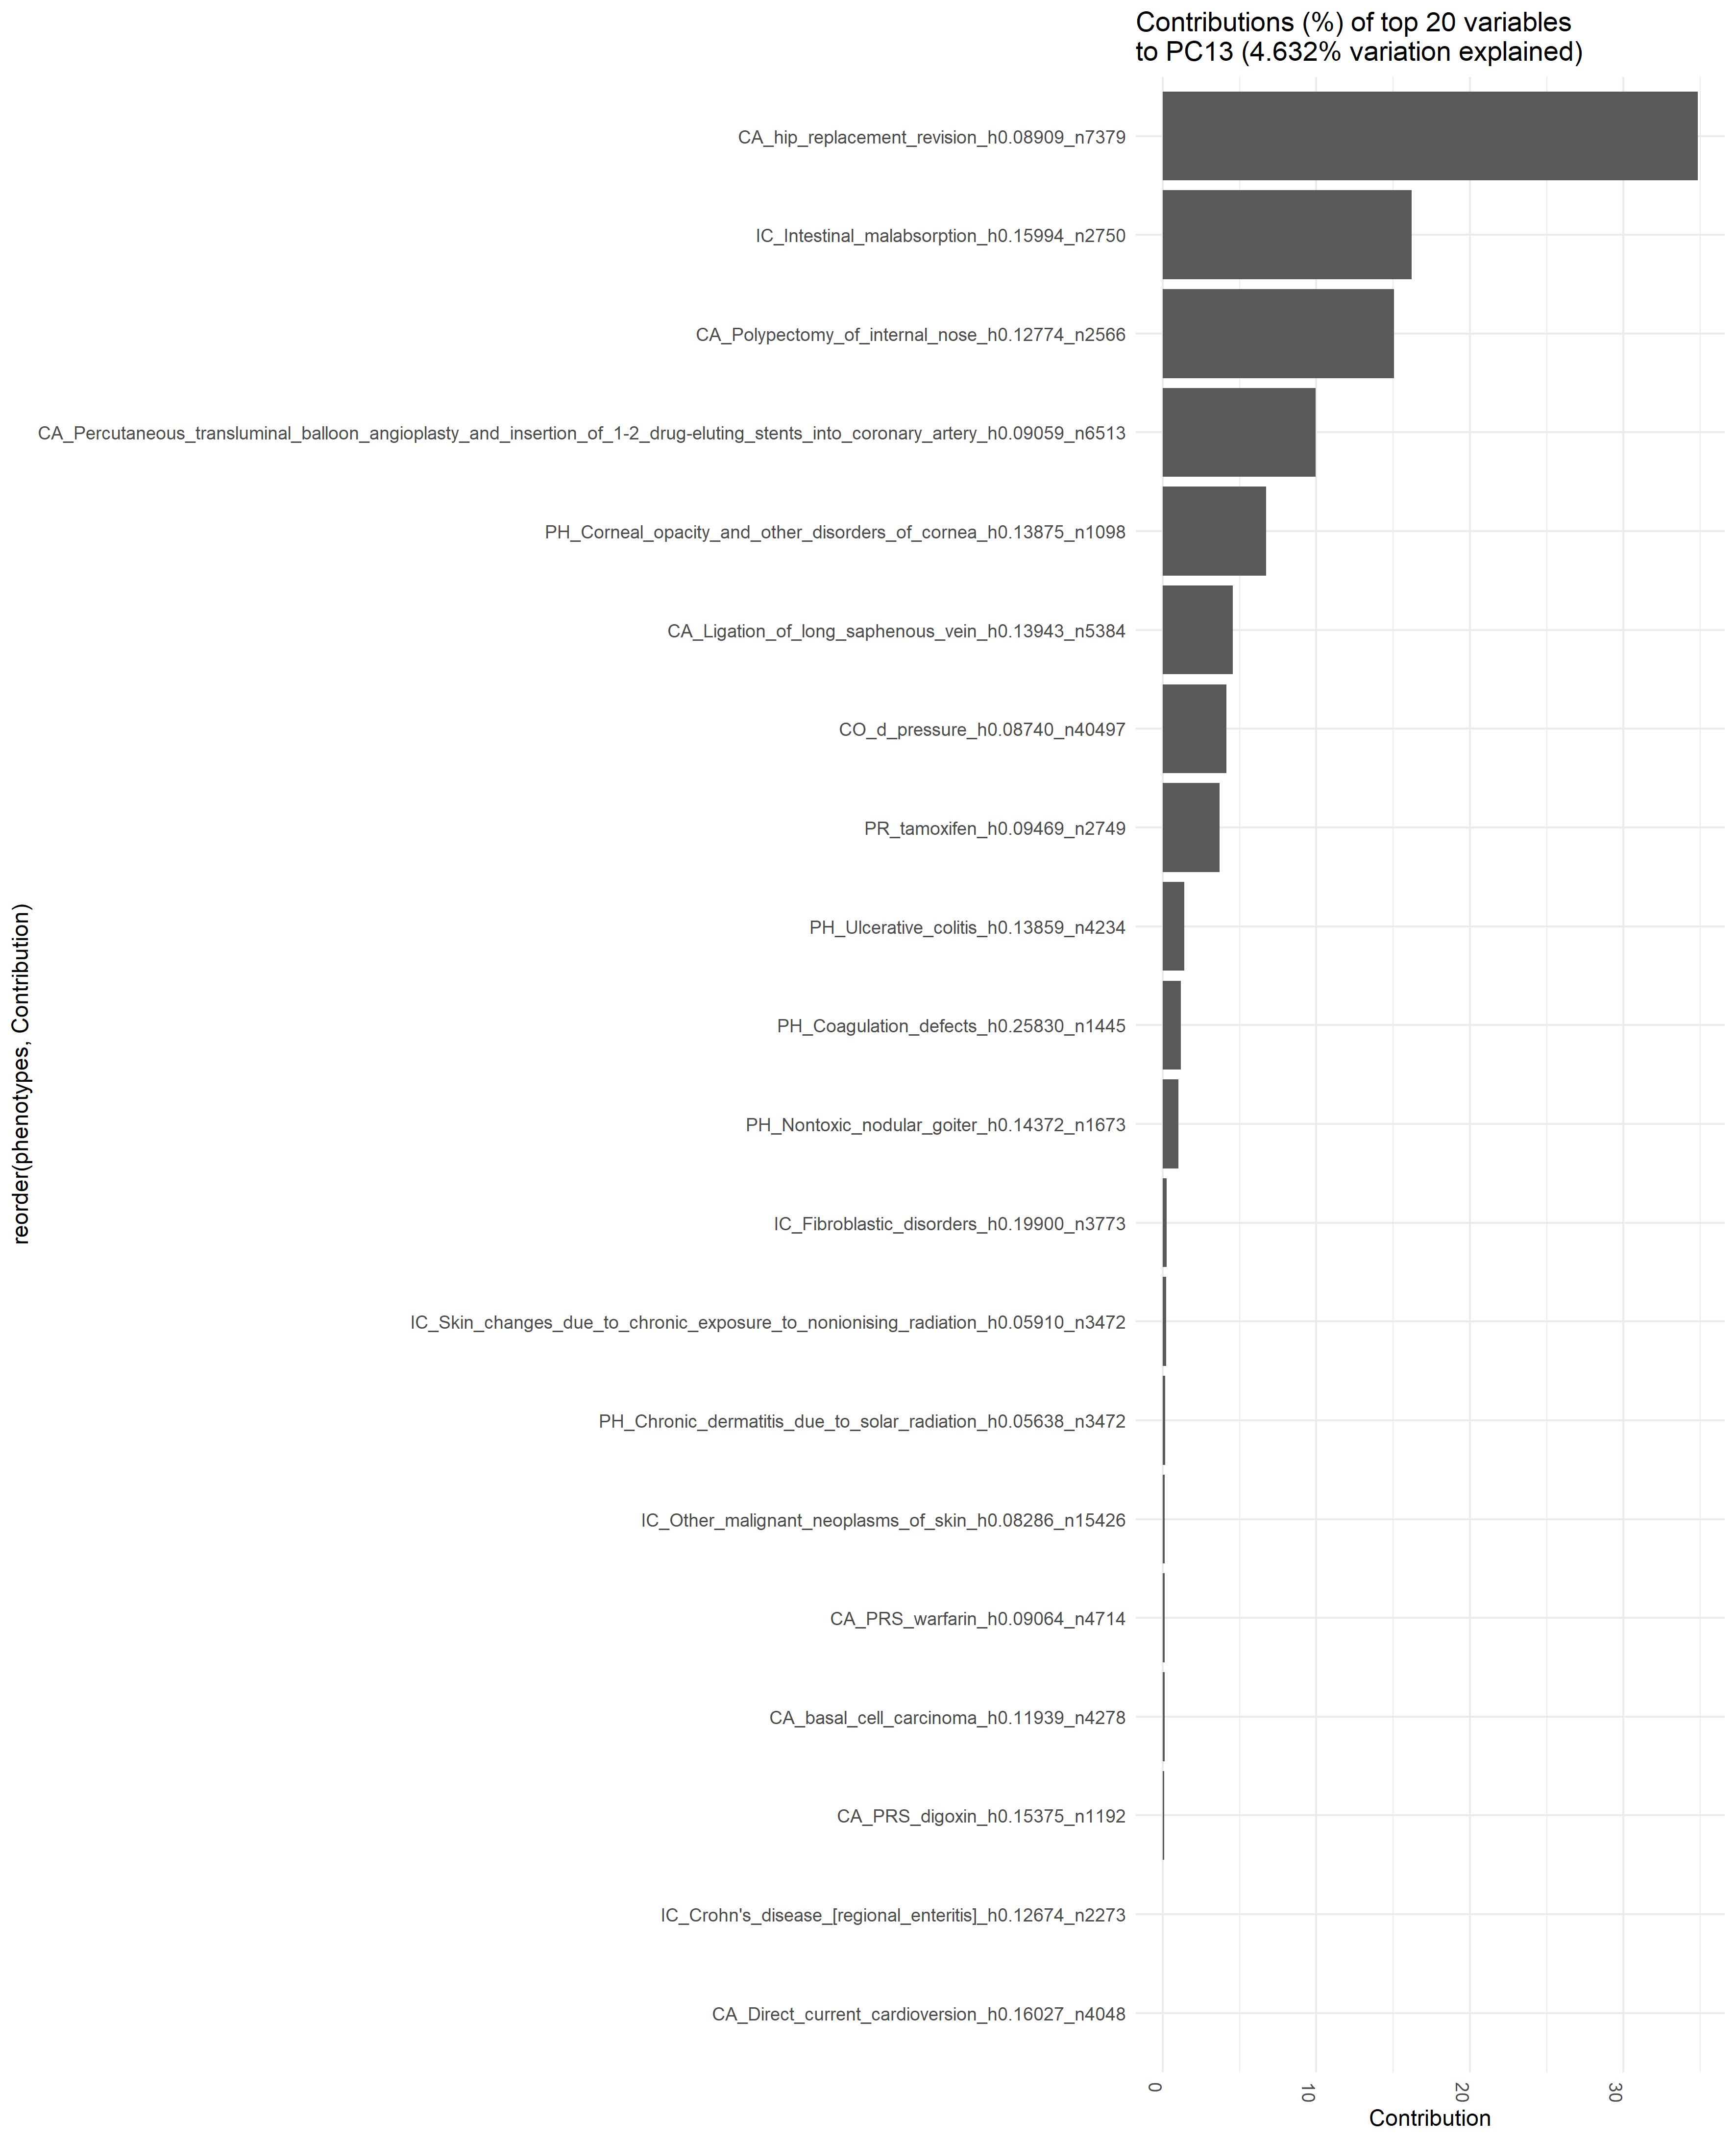 Contributions (%) of top 20 variables
to PC13 (4.632% variation explained)
CA_hip_replacement_revision_h0.08909_n7379
IC_Intestinal_malabsorption_h0.15994_n2750
CA_Polypectomy_of_internal_nose_h0.12774_n2566
CA_Percutaneous_transluminal_balloon_angioplasty_and_insertion_of_1-2_drug-eluting_stents_into_coronary_artery_h0.09059_n6513
PH_Corneal_opacity_and_other_disorders_of_cornea_h0.13875_n1098
CA_Ligation_of_long_saphenous_vein_h0.13943_n5384
CO_d_pressure_h0.08740_n40497
PR_tamoxifen_h0.09469_n2749
PH_Ulcerative_colitis_h0.13859_n4234
PH_Coagulation_defects_h0.25830_n1445
PH_Nontoxic_nodular_goiter_h0.14372_n1673
IC_Fibroblastic_disorders_h0.19900_n3773
IC_Skin_changes_due_to_chronic_exposure_to_nonionising_radiation_h0.05910_n3472
PH_Chronic_dermatitis_due_to_solar_radiation_h0.05638_n3472
IC_Other_malignant_neoplasms_of_skin_h0.08286_n15426
CA_PRS_warfarin_h0.09064_n4714
CA_basal_cell_carcinoma_h0.11939_n4278
CA_PRS_digoxin_h0.15375_n1192
IC_Crohn's_disease_[regional_enteritis]_h0.12674_n2273
CA_Direct_current_cardioversion_h0.16027_n4048
reorder(phenotypes, Contribution)
0
10
20
30
Contribution